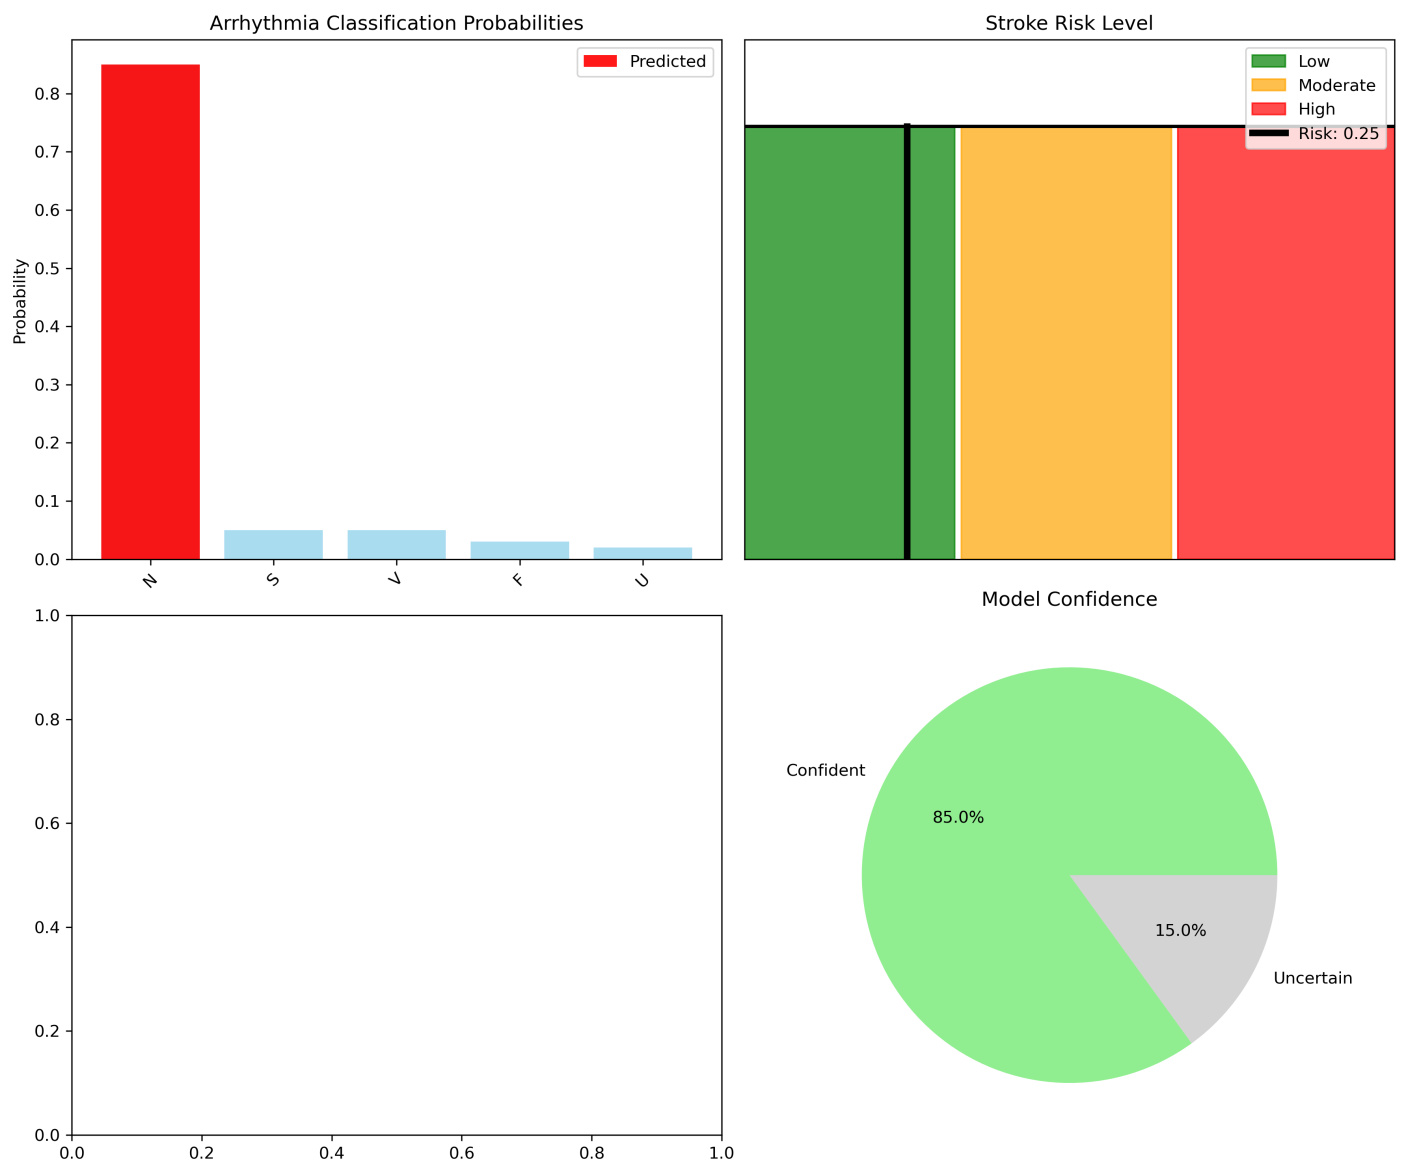 Arrhythmia Classification Probabilities
Predicted
Probability
0.8
0.7
0.6
0.5
0.4
0.3
0.2
0.1
0.0
N S V F U
Stroke Risk Level
Low
Moderate
High
Risk: 0.25
1.0
0.8
0.6
0.4
0.2
0.0
0.0 0.2 0.4 0.6 0.8 1.0
Model Confidence
Confident
85.0%
15.0%
Uncertain